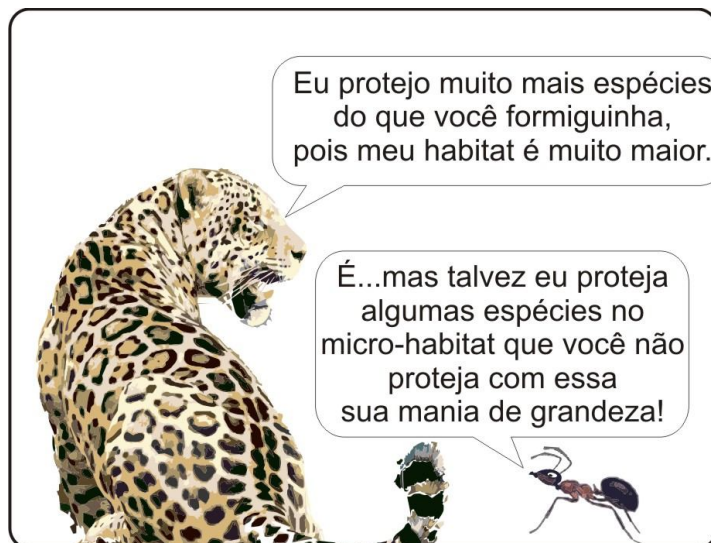 Eu protejo muito mais espécies
do que você formiguinha,
pois meu habitat é muito maior.
É...mas talvez eu proteja
algumas espécies no
micro-habitat que você não
proteja com essa
sua mania de grandeza!